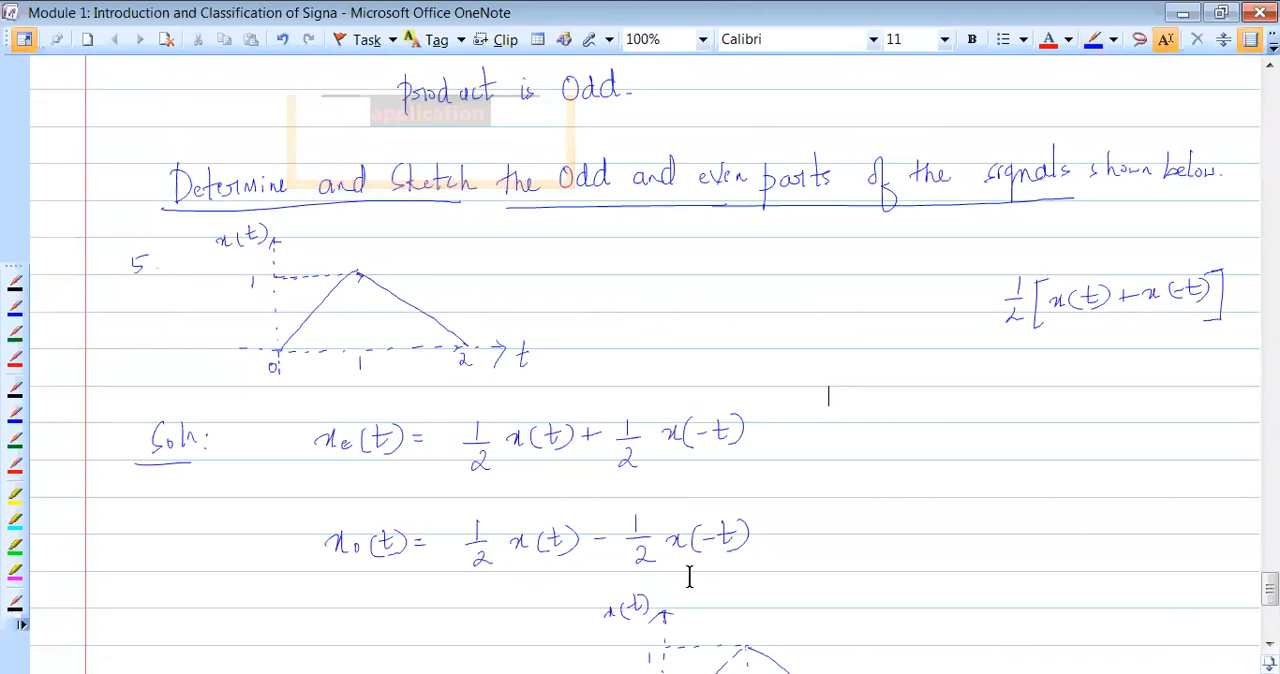 Module 1: Introduction and Classification of Signa - Microsoft Office OneNote
Task Tag Clip 100% Calibri 11 B A A
product is Odd.
application
Determine and Sketch the Odd and even parts of the signals shown below.
x(t)
5.
1
0 1 2 t
1/2 [x(t) + x(-t)]
Soln: xe(t) = 1/2 x(t) + 1/2 x(-t)
x0(t) = 1/2 x(t) - 1/2 x(-t)
x(t)
1